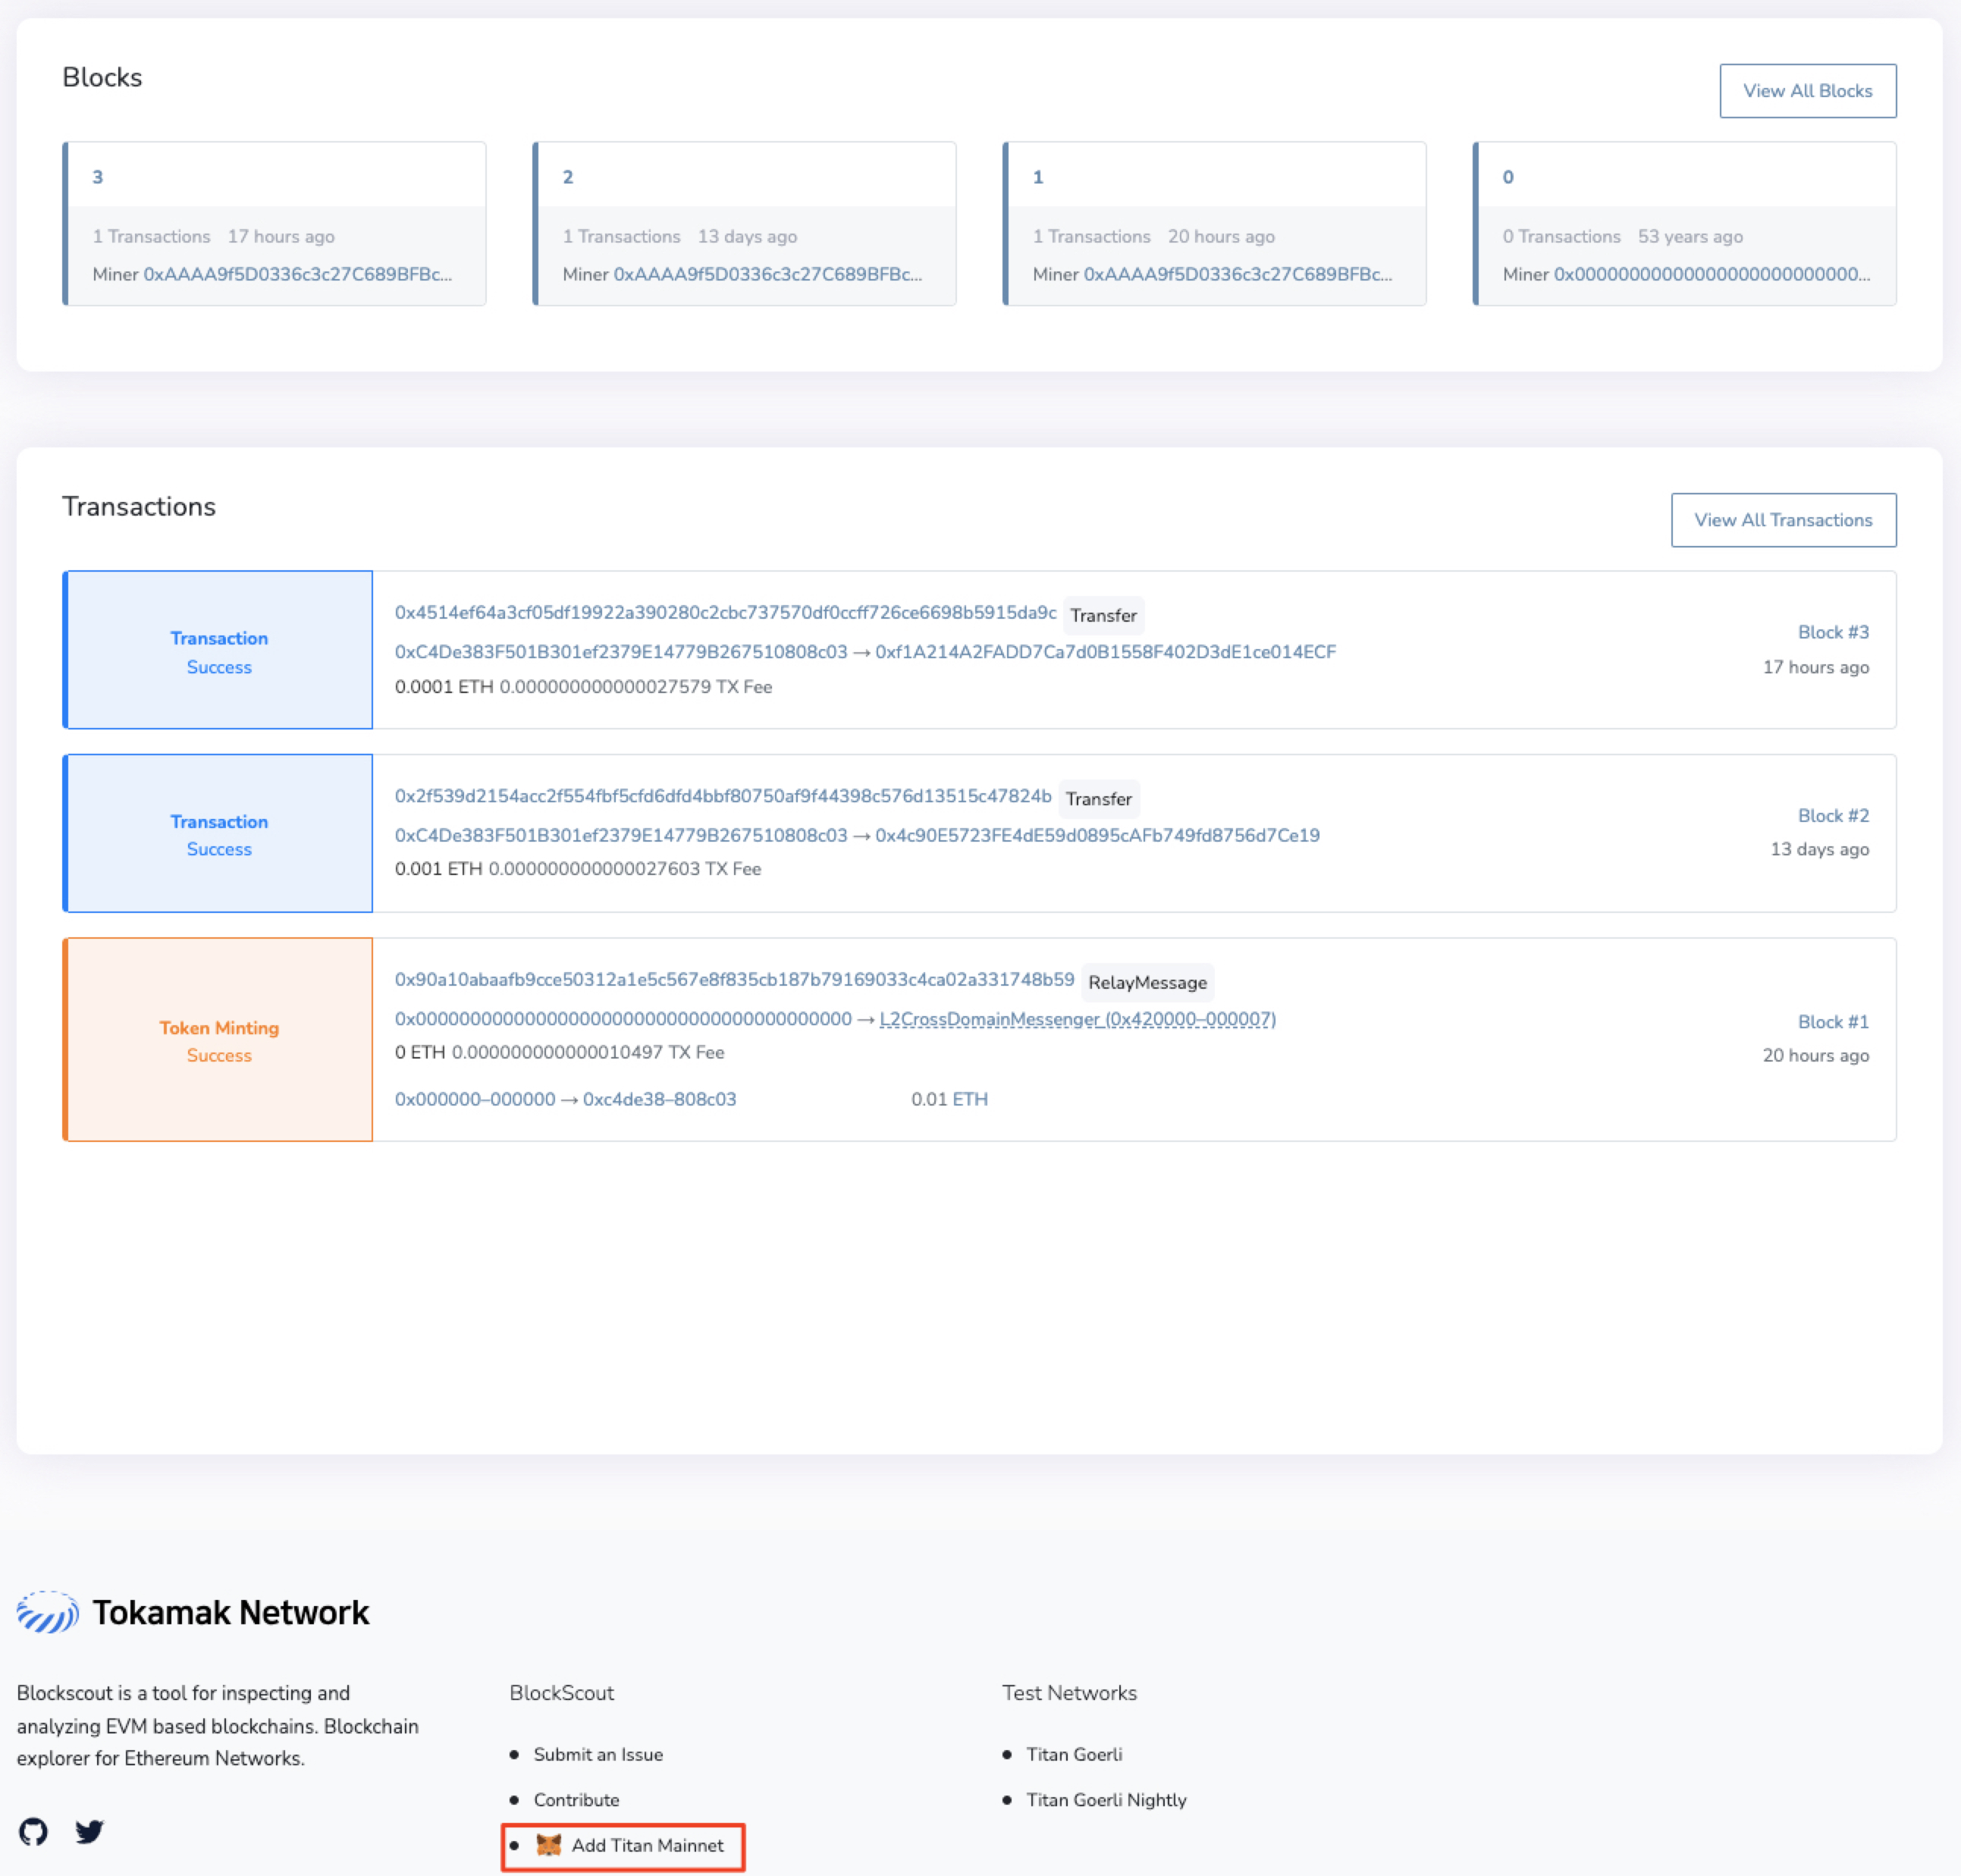 Blocks
View All Blocks
3
1 Transactions 17 hours ago
Miner 0xAAAA9f5D0336c3c27C689BFBc...
2
1 Transactions 13 days ago
Miner 0xAAAA9f5D0336c3c27C689BFBc...
1
1 Transactions 20 hours ago
Miner 0xAAAA9f5D0336c3c27C689BFBc...
0
0 Transactions 53 years ago
Miner 0x00000000000000000000000000...
Transactions
View All Transactions
Transaction
Success
0x4514ef64a3cf05df19922a390280c2cbc737570df0ccff726ce6698b5915da9c Transfer
0xC4De383F501B301ef2379E14779B267510808c03 → 0xf1A214A2FADD7Ca7d0B1558F402D3dE1ce014ECF
0.0001 ETH 0.000000000000027579 TX Fee
Block #3
17 hours ago
Transaction
Success
0x2f539d2154acc2f554fbf5cfd6dfd4bbf80750af9f44398c576d13515c47824b Transfer
0xC4De383F501B301ef2379E14779B267510808c03 → 0x4c90E5723FE4dE59d0895cAFb749fd8756d7Ce19
0.001 ETH 0.000000000000027603 TX Fee
Block #2
13 days ago
Token Minting
Success
0x90a10abaafb9cce50312a1e5c567e8f835cb187b79169033c4ca02a331748b59 RelayMessage
0x0000000000000000000000000000000000000000 → L2CrossDomainMessenger (0x420000–000007)
0 ETH 0.000000000000010497 TX Fee
0x000000–000000 → 0xc4de38–808c03 0.01 ETH
Block #1
20 hours ago
Tokamak Network
Blockscout is a tool for inspecting and
analyzing EVM based blockchains. Blockchain
explorer for Ethereum Networks.
BlockScout
Submit an Issue
Contribute
Add Titan Mainnet
Test Networks
Titan Goerli
Titan Goerli Nightly